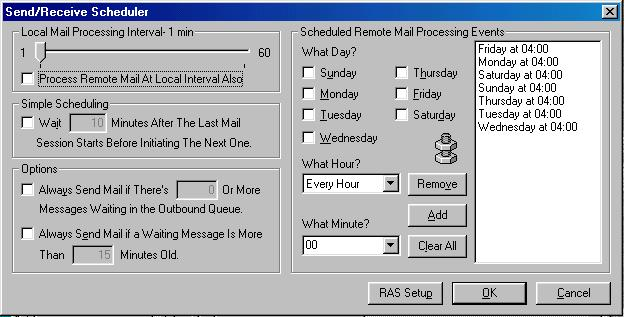 Send/Receive Scheduler
Local Mail Processing Interval- 1 min
1 60
Process Remote Mail At Local Interval Also
Simple Scheduling
Wait 10 Minutes After The Last Mail
Session Starts Before Initiating The Next One.
Options
Always Send Mail if There's 0 Or More
Messages Waiting in the Outbound Queue.
Always Send Mail if a Waiting Message Is More
Than 15 Minutes Old.
Scheduled Remote Mail Processing Events
What Day?
Sunday Thursday
Monday Friday
Tuesday Saturday
Wednesday
What Hour?
Every Hour Remove
Add
What Minute?
00 Clear All
Friday at 04:00
Monday at 04:00
Saturday at 04:00
Sunday at 04:00
Thursday at 04:00
Tuesday at 04:00
Wednesday at 04:00
RAS Setup OK Cancel